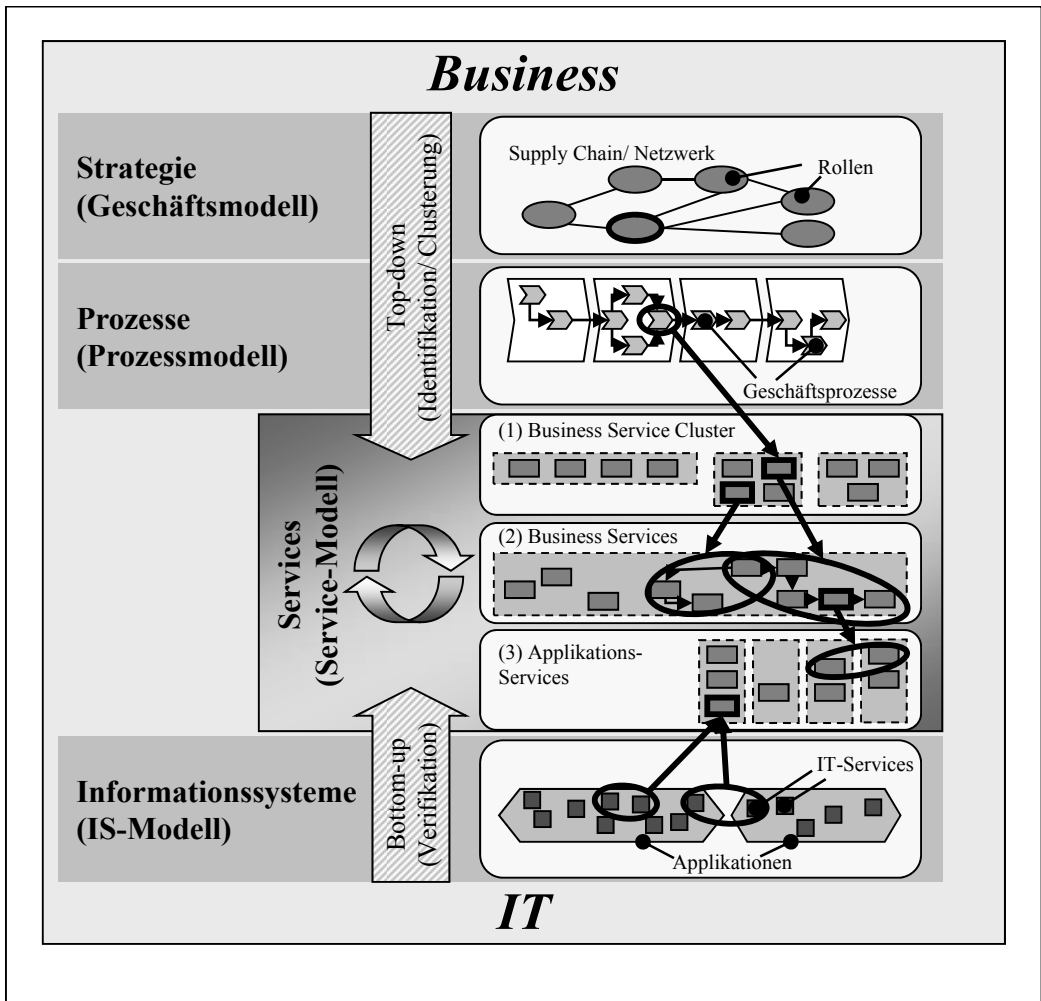 Business
Strategie
(Geschäftsmodell)
Supply Chain/ Netzwerk
Rollen
Top-down
(Identifikation/ Clusterung)
Prozesse
(Prozessmodell)
Geschäftsprozesse
Services
(Service-Modell)
(1) Business Service Cluster
(2) Business Services
(3) Applikations-
Services
Bottom-up
(Verifikation)
Informationssysteme
(IS-Modell)
IT-Services
Applikationen
IT